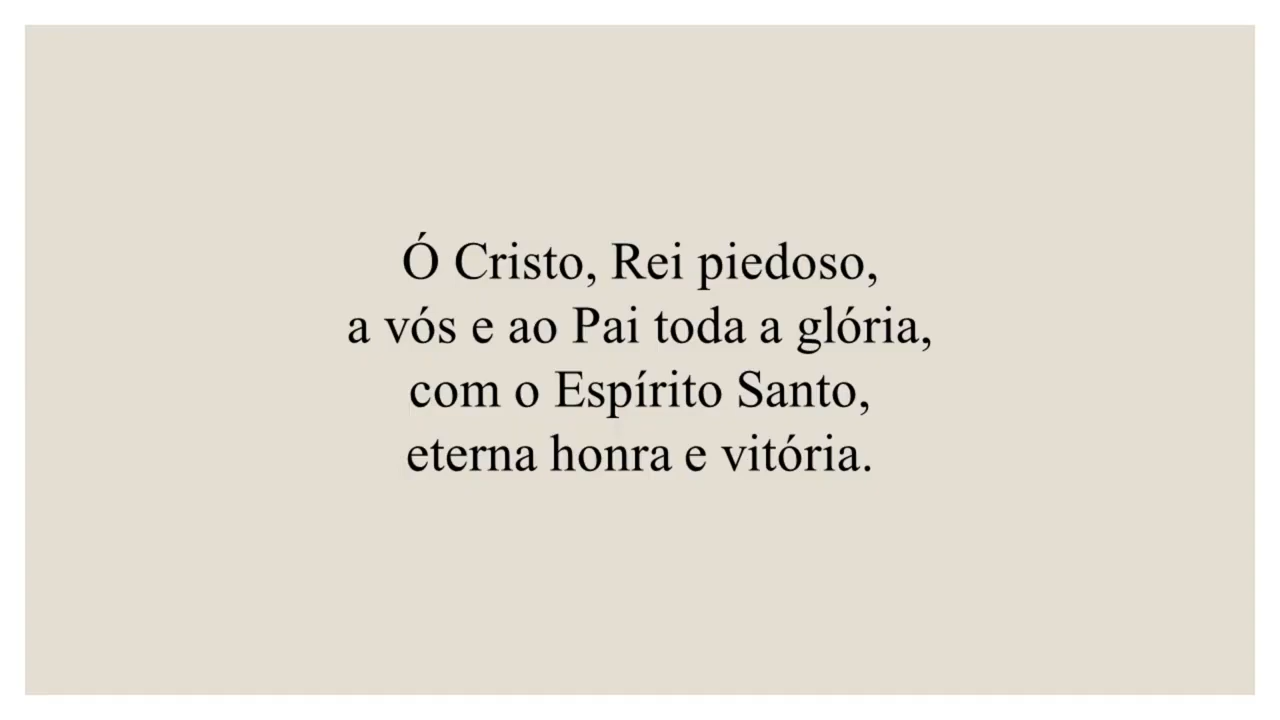 Ó Cristo, Rei piedoso,
a vós e ao Pai toda a glória,
com o Espírito Santo,
eterna honra e vitória.